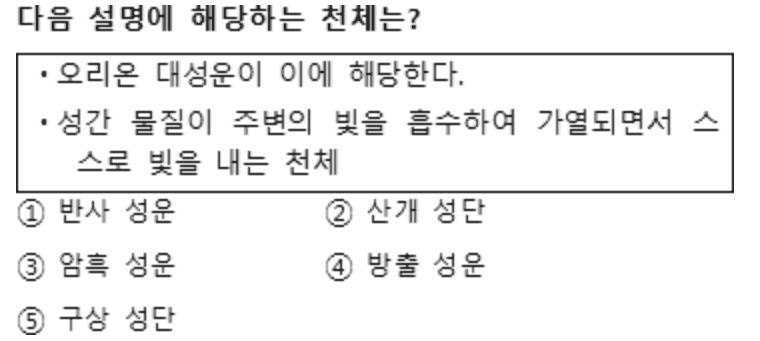 다음 설명에 해당하는 천체는?
• 오리온 대성운이 이에 해당한다.
• 성간 물질이 주변의 빛을 흡수하여 가열되면서 스
스로 빛을 내는 천체
① 반사 성운 ② 산개 성단
③ 암흑 성운 ④ 방출 성운
⑤ 구상 성단